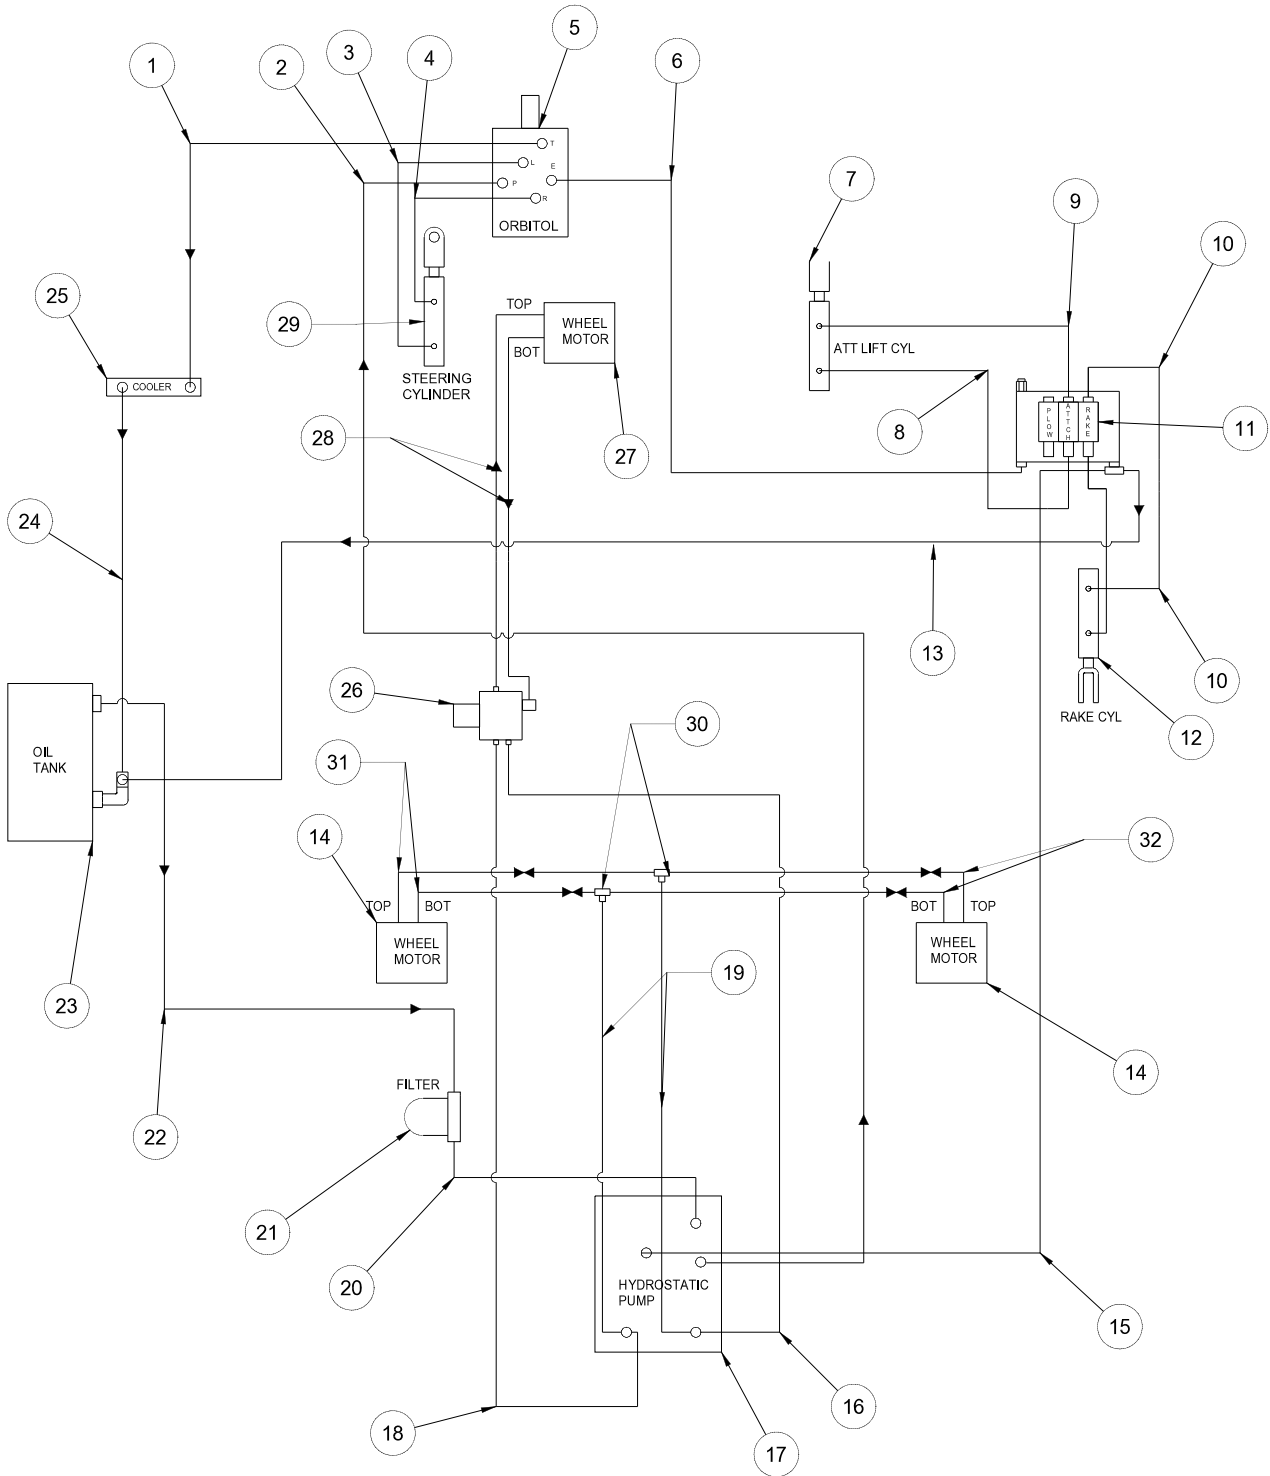 5
3
4
6
1
2
T
L
E
P
R
ORBITOL
7
9
10
25
29
TOP
WHEEL
MOTOR
BOT
ATT LIFT CYL
COOLER
STEERING
CYLINDER
PLOW
ATTCH
RAKE
8
11
28
27
24
13
10
26
RAKE CYL
30
12
OIL
TANK
31
14
32
TOP
BOT
BOT
TOP
WHEEL
MOTOR
WHEEL
MOTOR
19
23
14
FILTER
22
21
20
HYDROSTATIC
PUMP
15
16
18
17